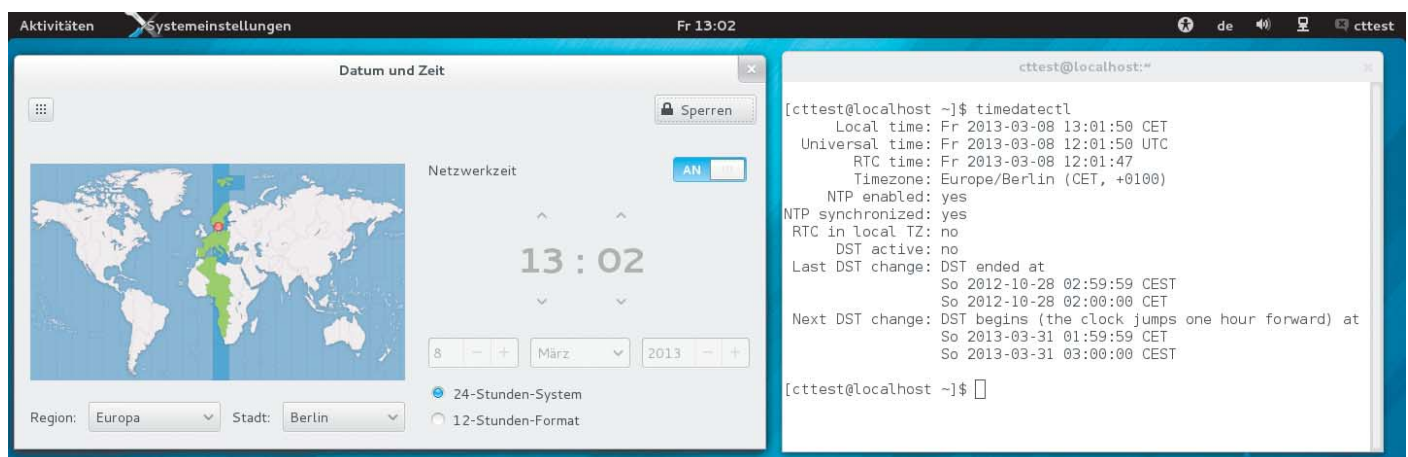 Aktivitäten Systemeinstellungen Fr 13:02 de cttest
Datum und Zeit
Sperren
Netzwerkzeit AN
13 : 02
8 März 2013
24-Stunden-System
12-Stunden-Format
Region: Europa Stadt: Berlin
cttest@localhost:~
[cttest@localhost ~]$ timedatectl
Local time: Fr 2013-03-08 13:01:50 CET
Universal time: Fr 2013-03-08 12:01:50 UTC
RTC time: Fr 2013-03-08 12:01:47
Timezone: Europe/Berlin (CET, +0100)
NTP enabled: yes
NTP synchronized: yes
RTC in local TZ: no
DST active: no
Last DST change: DST ended at
So 2012-10-28 02:59:59 CEST
So 2012-10-28 02:00:00 CET
Next DST change: DST begins (the clock jumps one hour forward) at
So 2013-03-31 01:59:59 CET
So 2013-03-31 03:00:00 CEST
[cttest@localhost ~]$